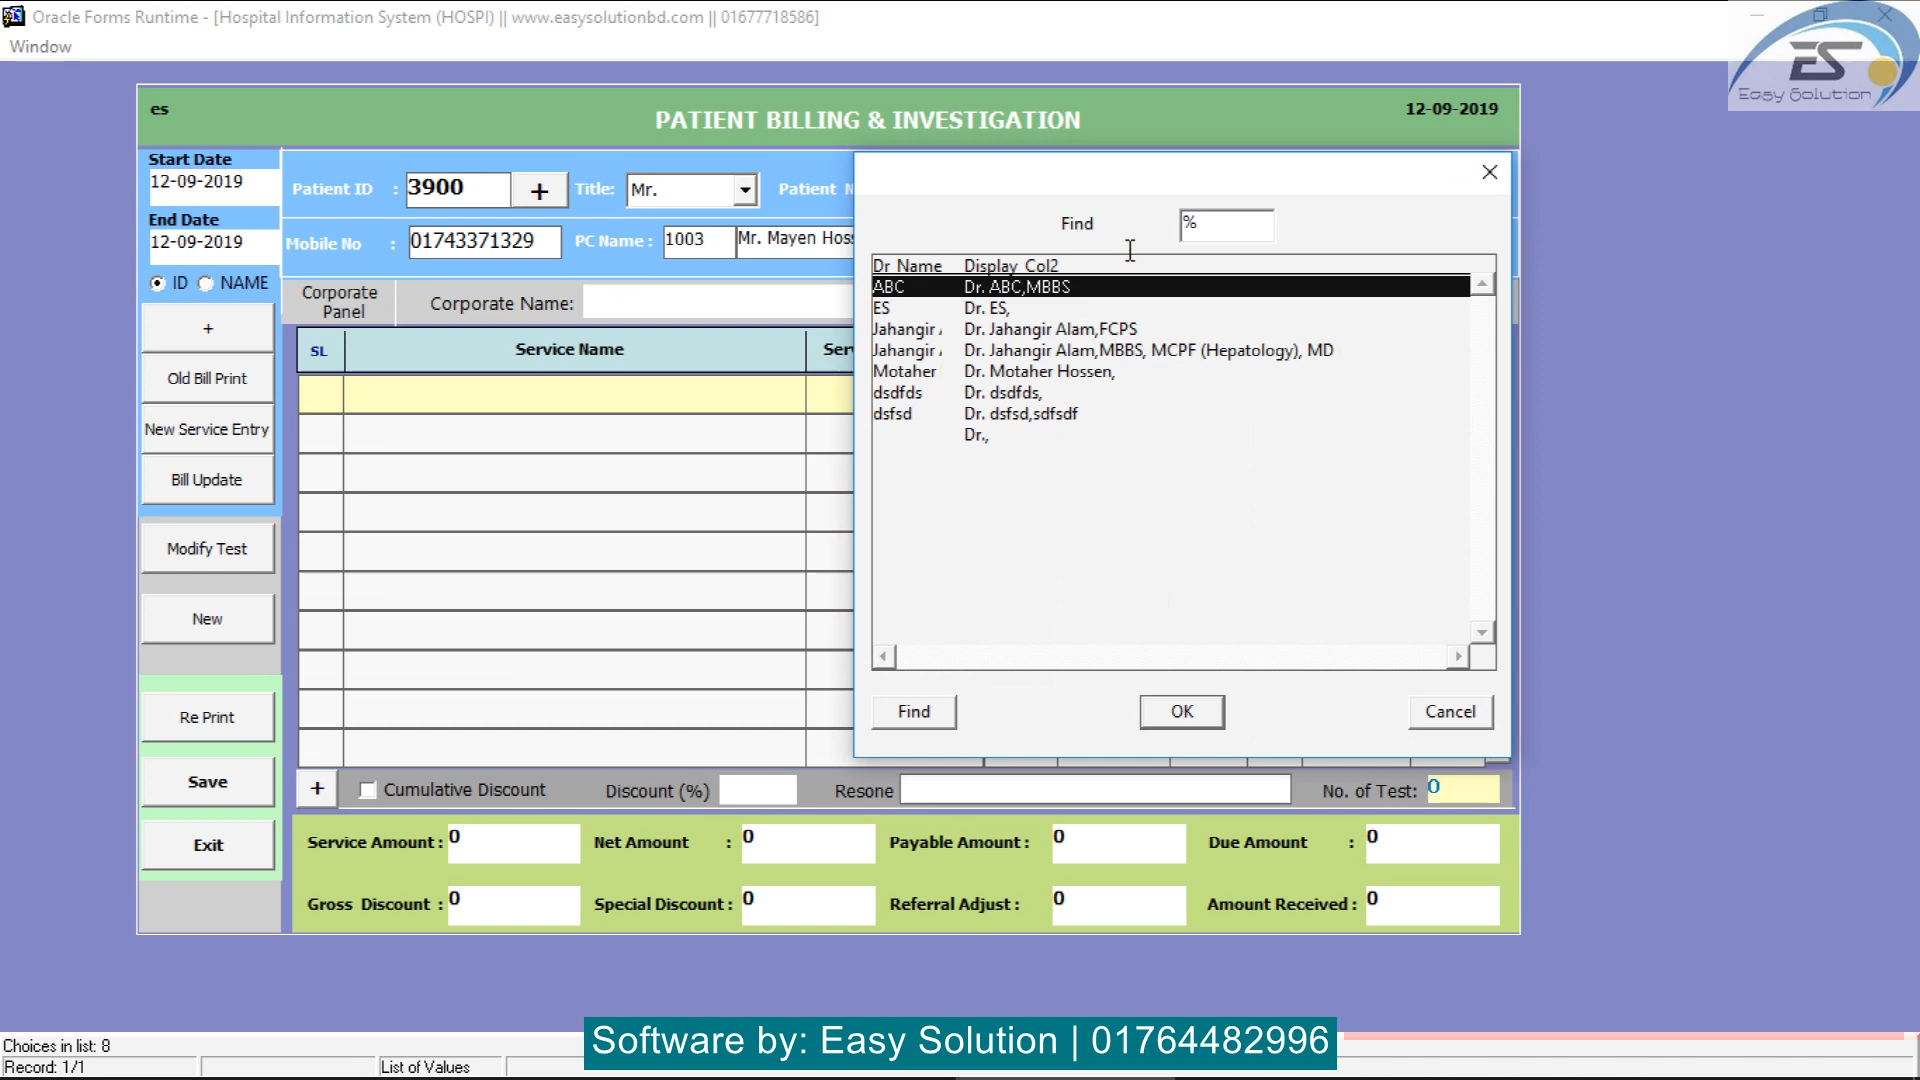 Oracle Forms Runtime - [Hospital Information System (HOSPI) || www.easysolutionbd.com || 01677718586]
Window
ES
Easy Solution
es
PATIENT BILLING & INVESTIGATION
12-09-2019
Start Date
12-09-2019
End Date
12-09-2019
ID NAME
+
Old Bill Print
New Service Entry
Bill Update
Modify Test
New
Re Print
Save
Exit
Patient ID : 3900 + Title: Mr. Patient
Mobile No : 01743371329 PC Name : 1003 Mr. Mayen
Corporate Panel
Corporate Name:
SL Service Name
Find %
Dr Name Display_Col2
ABC Dr. ABC,MBBS
ES Dr. ES,
Jahangir Dr. Jahangir Alam,FCPS
Jahangir Dr. Jahangir Alam,MBBS, MCPF (Hepatology), MD
Motaher Dr. Motaher Hossen,
dsdfds Dr. dsdfds,
dsfsd Dr. dsfsd,sdfsdf
Dr.,
Find OK Cancel
+ Cumulative Discount Discount (%) Resone No. of Test: 0
Service Amount : 0 Net Amount : 0 Payable Amount : 0 Due Amount : 0
Gross Discount : 0 Special Discount : 0 Referral Adjust : 0 Amount Received : 0
Choices in list: 8
Record: 1/1 List of Values
Software by: Easy Solution | 01764482996